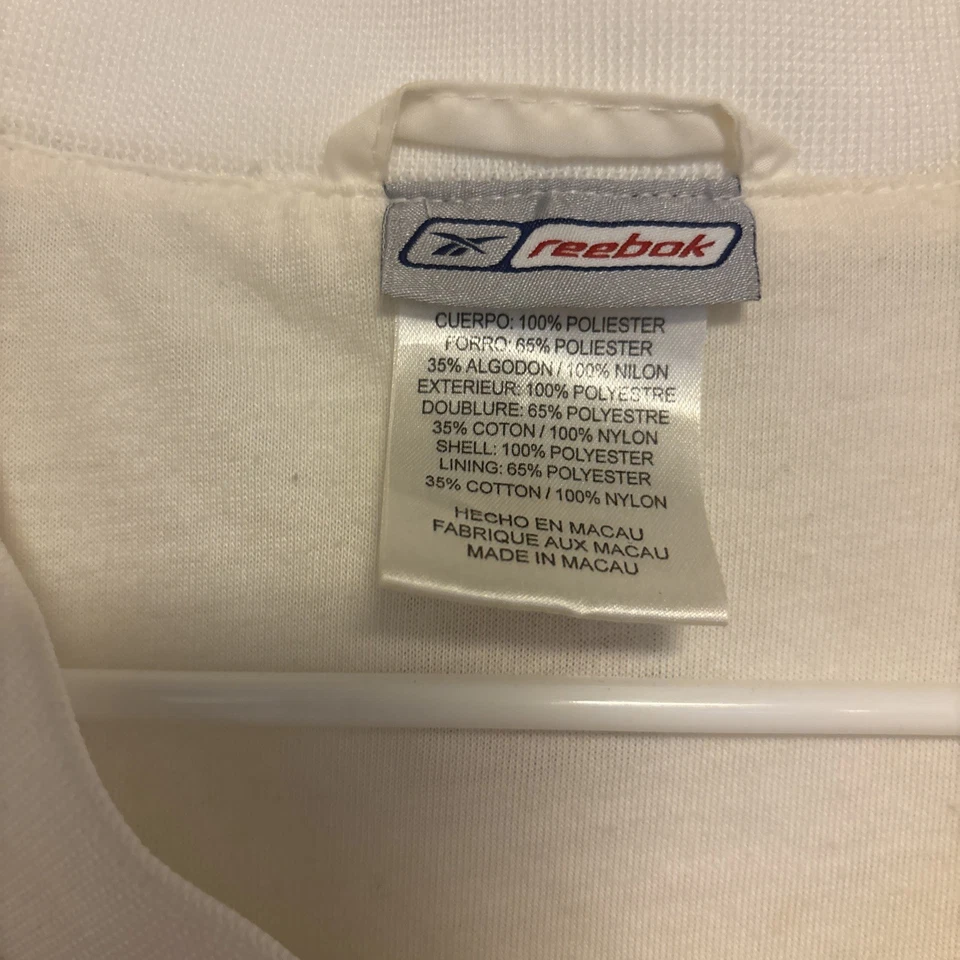 reebok
CUERPO: 100% POLIESTER
FORRO: 65% POLIESTER
35% ALGODON / 100% NILON
EXTERIEUR: 100% POLYESTRE
DOUBLURE: 65% POLYESTRE
35% COTON / 100% NYLON
SHELL: 100% POLYESTER
LINING: 65% POLYESTER
35% COTTON / 100% NYLON
HECHO EN MACAU
FABRIQUE AUX MACAU
MADE IN MACAU